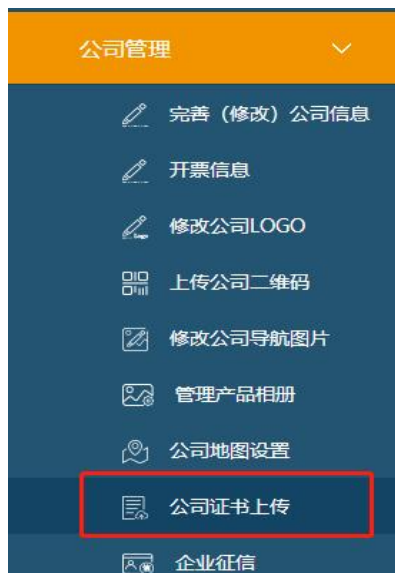 公司管理
完善（修改）公司信息
开票信息
修改公司LOGO
上传公司二维码
修改公司导航图片
管理产品相册
公司地图设置
公司证书上传
企业征信